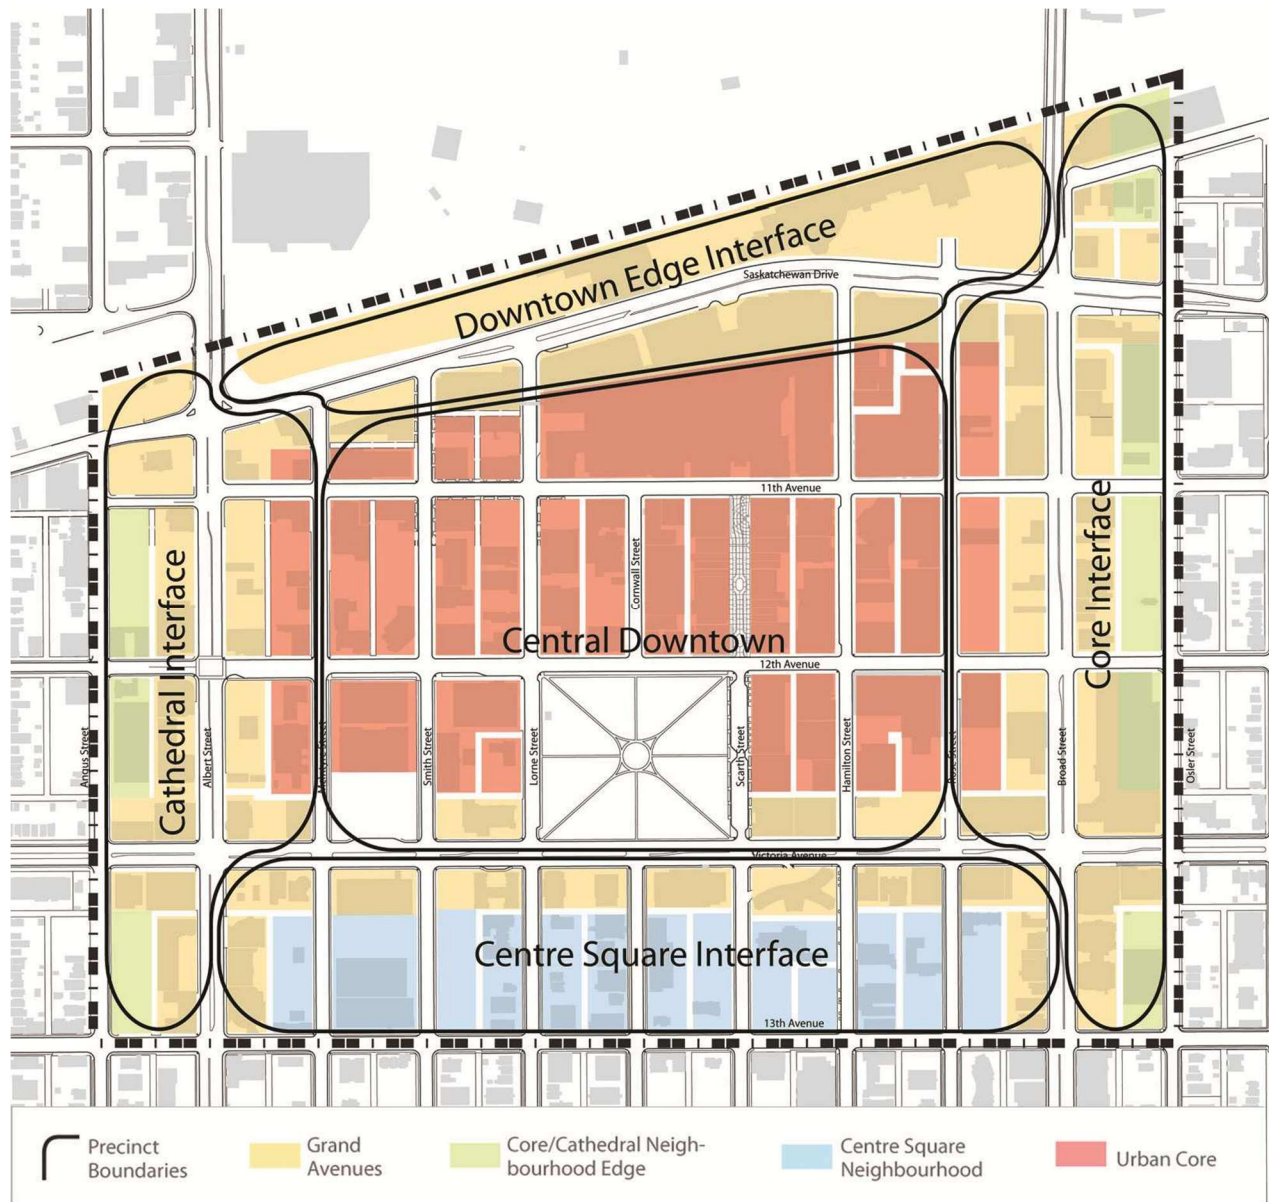 Downtown Edge Interface
Saskatchewan Drive
11th Avenue
Cornwall Street
Central Downtown
12th Avenue
Cathedral Interface
Core Interface
Angus Street
Albert Street
McIntyre Street
Smith Street
Lorne Street
Scarth Street
Hamilton Street
Rose Street
Broad Street
Osler Street
Victoria Avenue
Centre Square Interface
13th Avenue
Precinct
Boundaries
Grand
Avenues
Core/Cathedral Neigh-
bourhood Edge
Centre Square
Neighbourhood
Urban Core